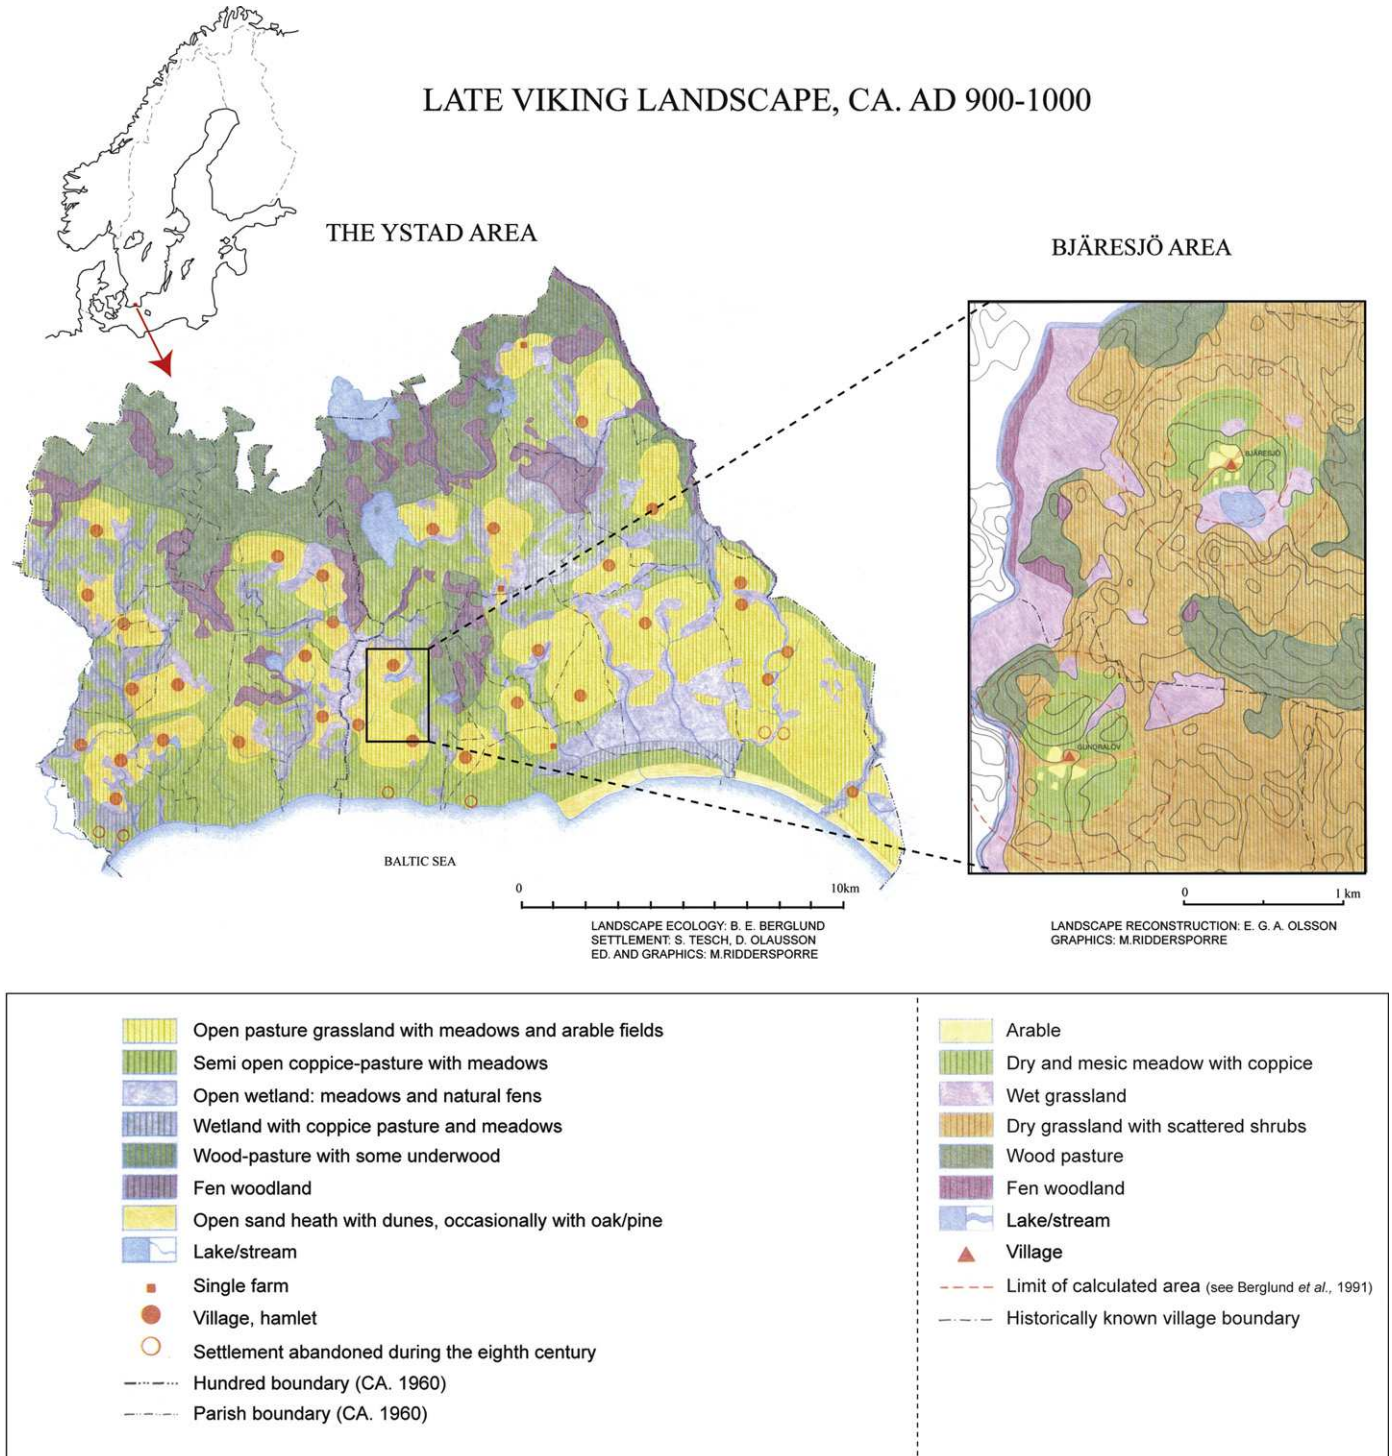 LATE VIKING LANDSCAPE, CA. AD 900-1000
THE YSTAD AREA
BJÄRESJÖ AREA
BJÄRESJÖ
GUNDRALÖV
BALTIC SEA
0 10km
LANDSCAPE ECOLOGY: B. E. BERGLUND
SETTLEMENT: S. TESCH, D. OLAUSSON
ED. AND GRAPHICS: M.RIDDERSPORRE
0 1 km
LANDSCAPE RECONSTRUCTION: E. G. A. OLSSON
GRAPHICS: M.RIDDERSPORRE
Open pasture grassland with meadows and arable fields
Semi open coppice-pasture with meadows
Open wetland: meadows and natural fens
Wetland with coppice pasture and meadows
Wood-pasture with some underwood
Fen woodland
Open sand heath with dunes, occasionally with oak/pine
Lake/stream
Single farm
Village, hamlet
Settlement abandoned during the eighth century
Hundred boundary (CA. 1960)
Parish boundary (CA. 1960)
Arable
Dry and mesic meadow with coppice
Wet grassland
Dry grassland with scattered shrubs
Wood pasture
Fen woodland
Lake/stream
Village
Limit of calculated area (see Berglund et al., 1991)
Historically known village boundary